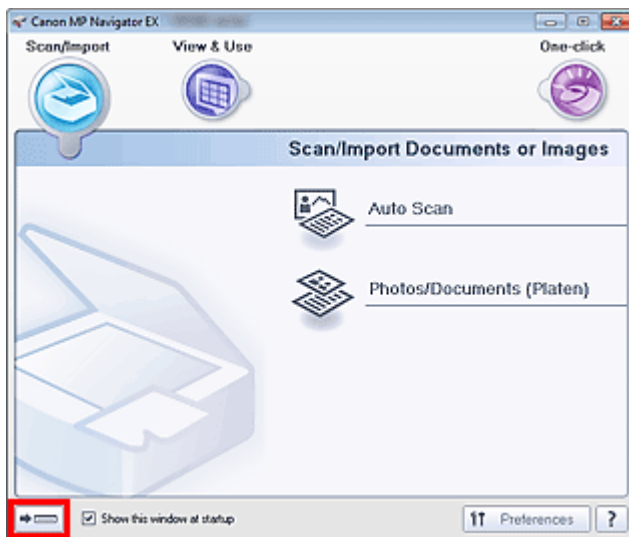 Canon MP Navigator EX
Scan/Import View & Use One-click
Scan/Import Documents or Images
Auto Scan
Photos/Documents (Platen)
Show this window at startup Preferences ?